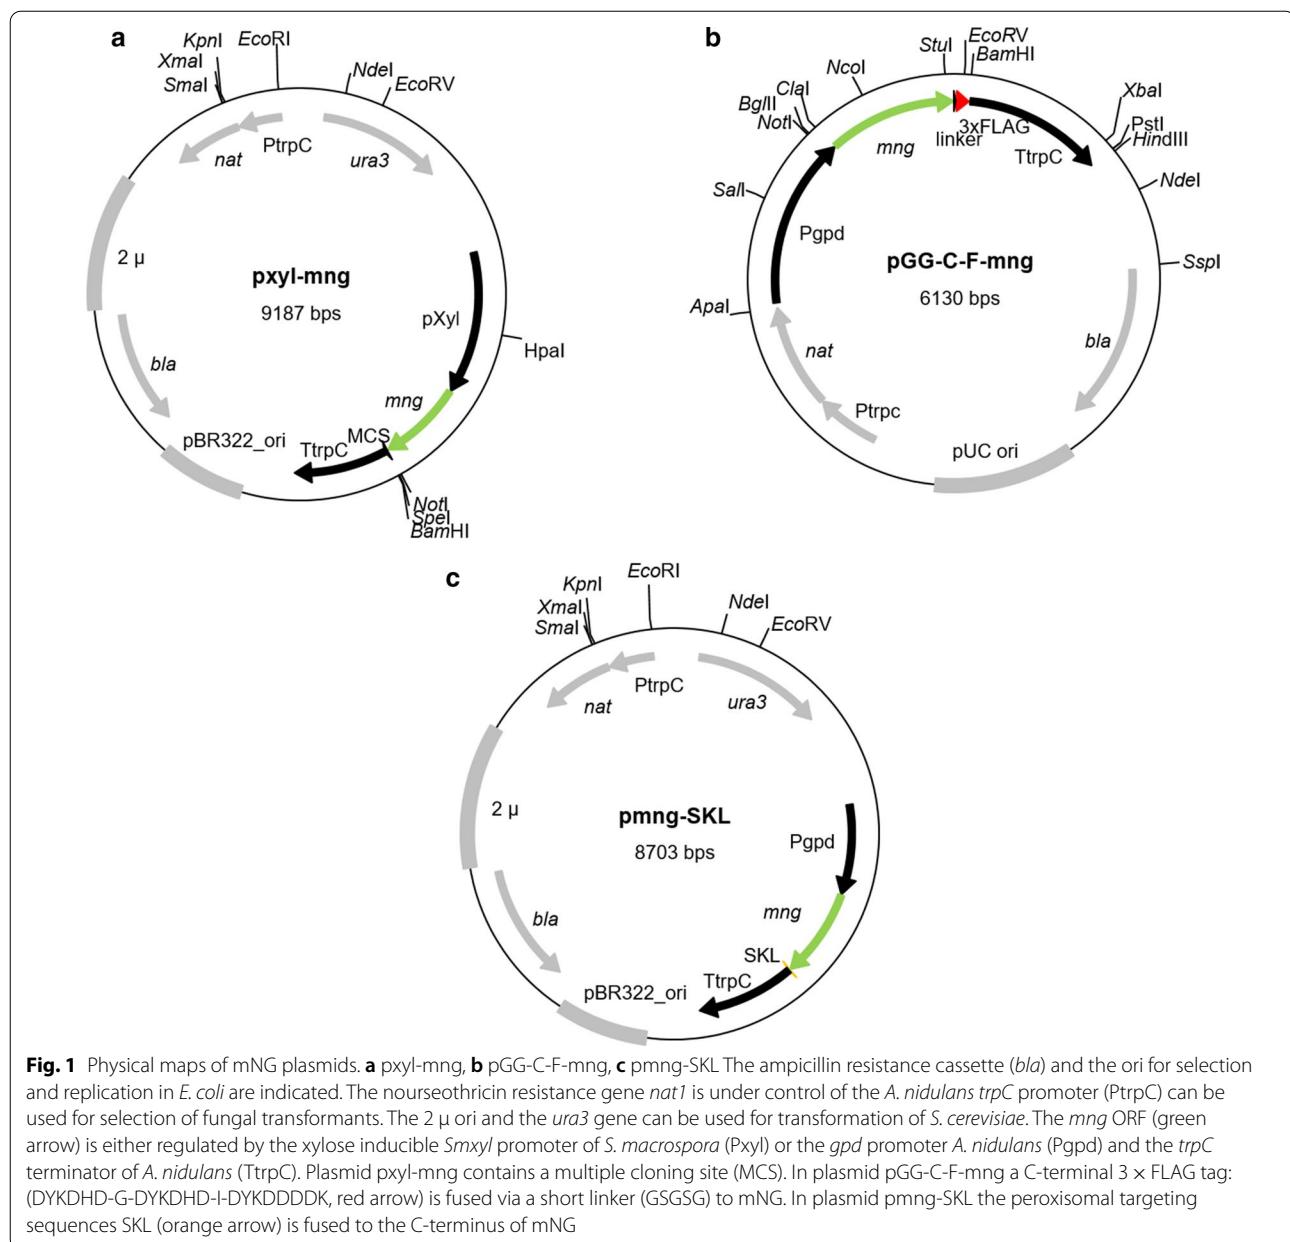 a
KpnI
EcoRI
XmaI
SmaI
NdeI
EcoRV
PtrpC
nat
ura3
2 μ
pxyl-mng
9187 bps
pXyl
HpaI
bla
mng
MCS
TtrpC
pBR322_ori
NotI
SpeI
BamHI
b
StuI
EcoRV
BamHI
NcoI
ClaI
BglII
NotI
XbaI
PstI
HindIII
3xFLAG
linker
mng
TtrpC
NdeI
SalI
Pgpd
pGG-C-F-mng
6130 bps
SspI
ApaI
nat
bla
Ptrpc
pUC ori
c
EcoRI
KpnI
XmaI
SmaI
NdeI
EcoRV
PtrpC
nat
ura3
2 μ
pmng-SKL
8703 bps
Pgpd
bla
mng
SKL
TtrpC
pBR322_ori
Fig. 1 Physical maps of mNG plasmids. a pxyl-mng, b pGG-C-F-mng, c pmng-SKL The ampicillin resistance cassette (bla) and the ori for selection
and replication in E. coli are indicated. The nourseothricin resistance gene nat1 is under control of the A. nidulans trpC promoter (PtrpC) can be
used for selection of fungal transformants. The 2 μ ori and the ura3 gene can be used for transformation of S. cerevisiae. The mng ORF (green
arrow) is either regulated by the xylose inducible Smxyl promoter of S. macrospora (Pxyl) or the gpd promoter A. nidulans (Pgpd) and the trpC
terminator of A. nidulans (TtrpC). Plasmid pxyl-mng contains a multiple cloning site (MCS). In plasmid pGG-C-F-mng a C-terminal 3 × FLAG tag:
(DYKDHD-G-DYKDHD-I-DYKDDDDK, red arrow) is fused via a short linker (GSGSG) to mNG. In plasmid pmng-SKL the peroxisomal targeting
sequences SKL (orange arrow) is fused to the C-terminus of mNG